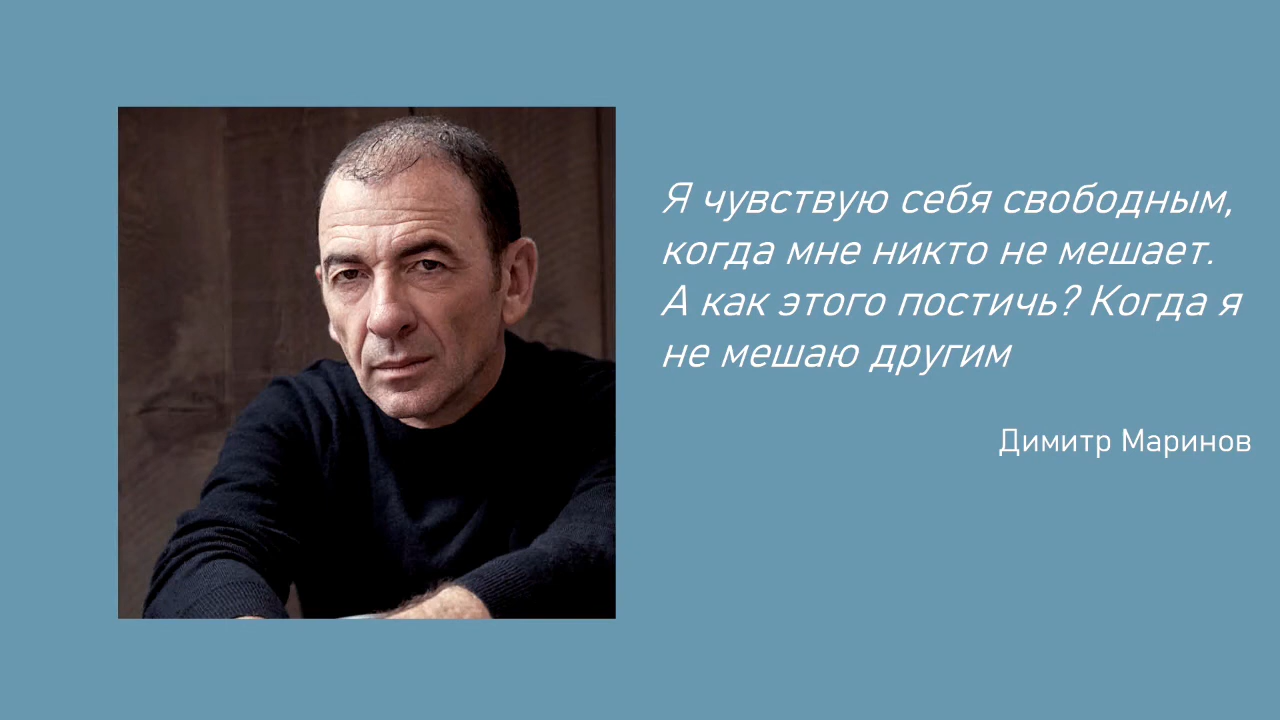 Я чувствую себя свободным,
когда мне никто не мешает.
А как этого постичь? Когда я
не мешаю другим
Димитр Маринов